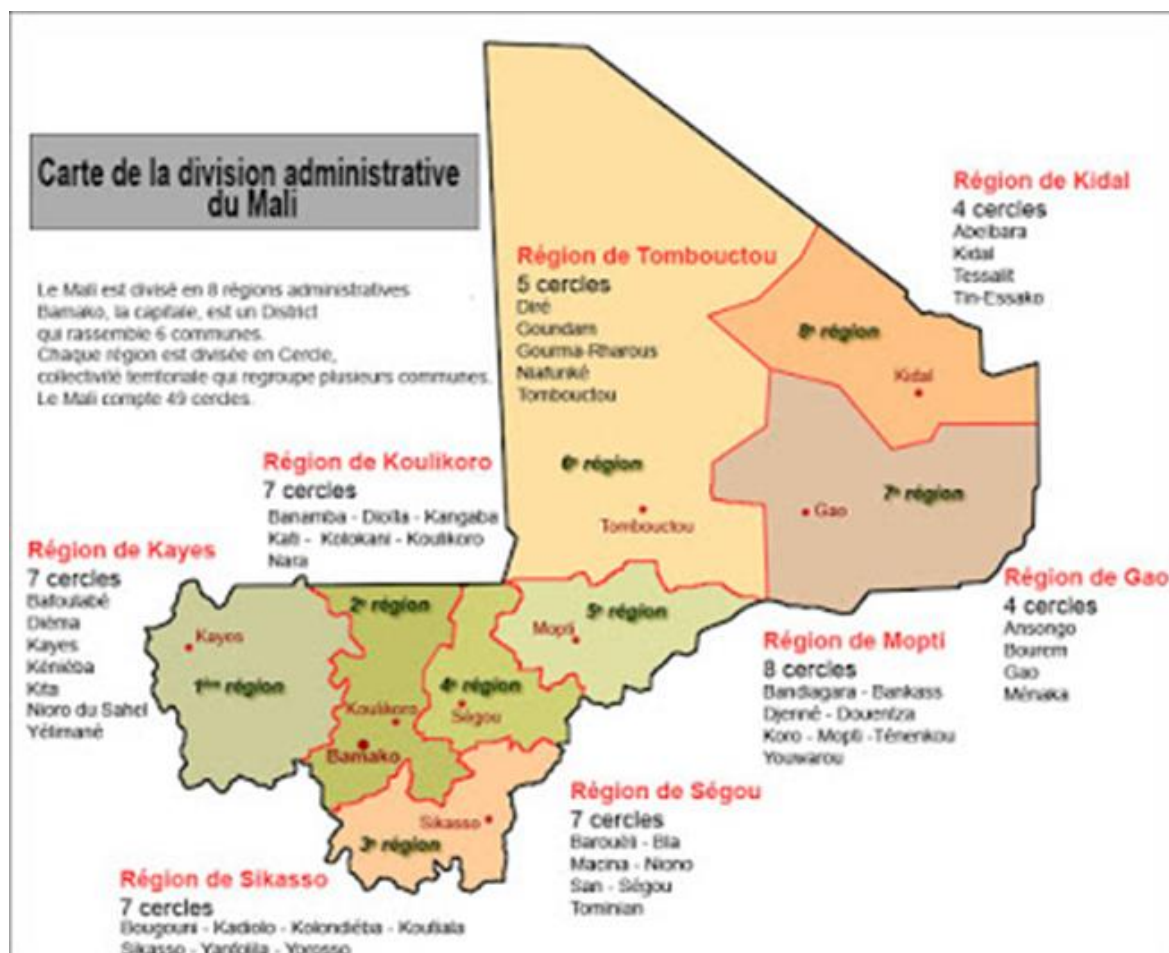 Carte de la division administrative
du Mali
Le Mali est divisé en 8 régions administratives
Bamako, la capitale, est un District
qui rassemble 6 communes.
Chaque région est divisée en Cercle,
collectivité territoriale qui regroupe plusieurs communes.
Le Mali compte 49 cercles.
Région de Kidal
4 cercles
Abeibara
Kidal
Tessalit
Tin-Essako
Région de Tombouctou
5 cercles
Diré
Goundam
Gourma-Rharous
Niafunké
Tombouctou
8e région
Kidal
6e région
Tombouctou
7e région
Gao
Région de Koulikoro
7 cercles
Banamba - Dioïla - Kangaba
Kati - Kolokani - Koulikoro
Nara
Région de Kayes
7 cercles
Bafoulabé
Diéma
Kayes
Kéniéba
Kita
Nioro du Sahel
Yélimané
Kayes
1ère région
2e région
Koulikoro
Bamako
4e région
Ségou
5e région
Mopti
3e région
Sikasso
Région de Gao
4 cercles
Ansongo
Bourem
Gao
Ménaka
Région de Mopti
8 cercles
Bandiagara - Bankass
Djenné - Douentza
Koro - Mopti -Ténenkou
Youwarou
Région de Ségou
7 cercles
Barouéli - Bla
Macina - Niono
San - Ségou
Tominian
Région de Sikasso
7 cercles
Bougouni - Kadiolo - Kolondiéba - Koutiala
Sikasso - Yanfolila - Yorosso